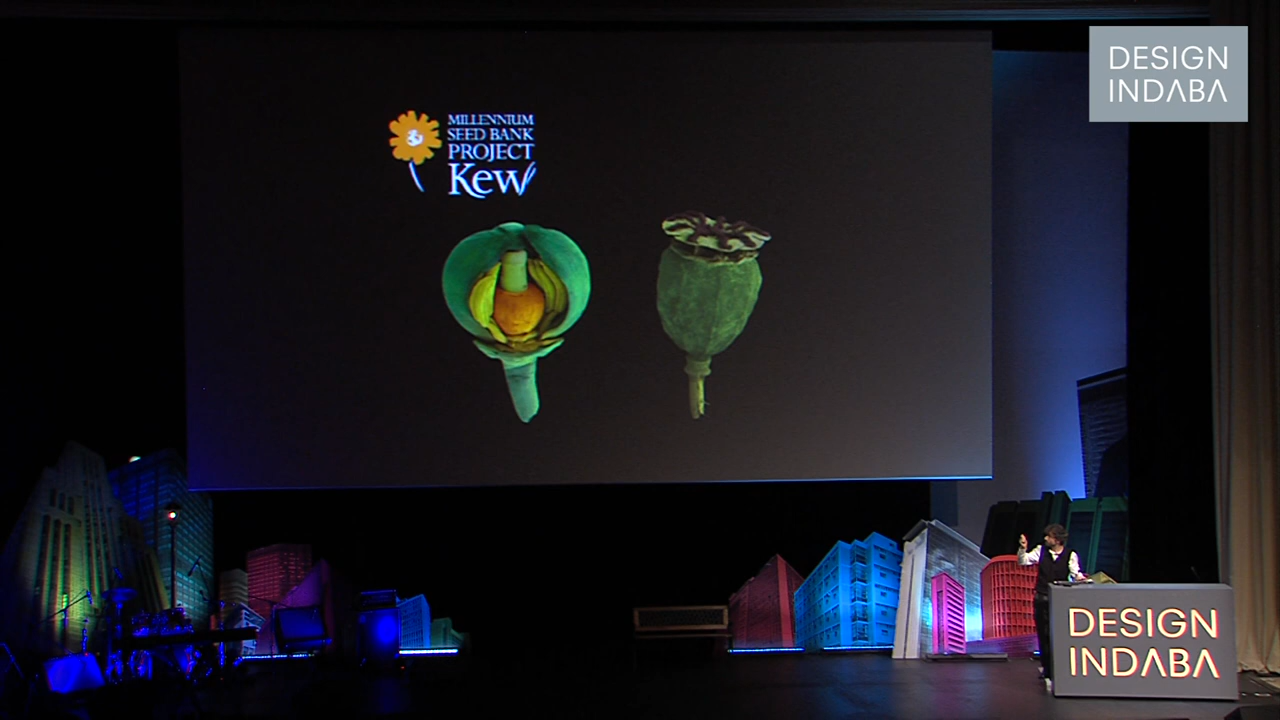 DESIGN
INDABA
MILLENNIUM
SEED BANK
PROJECT
Kew
DESIGN
INDABA